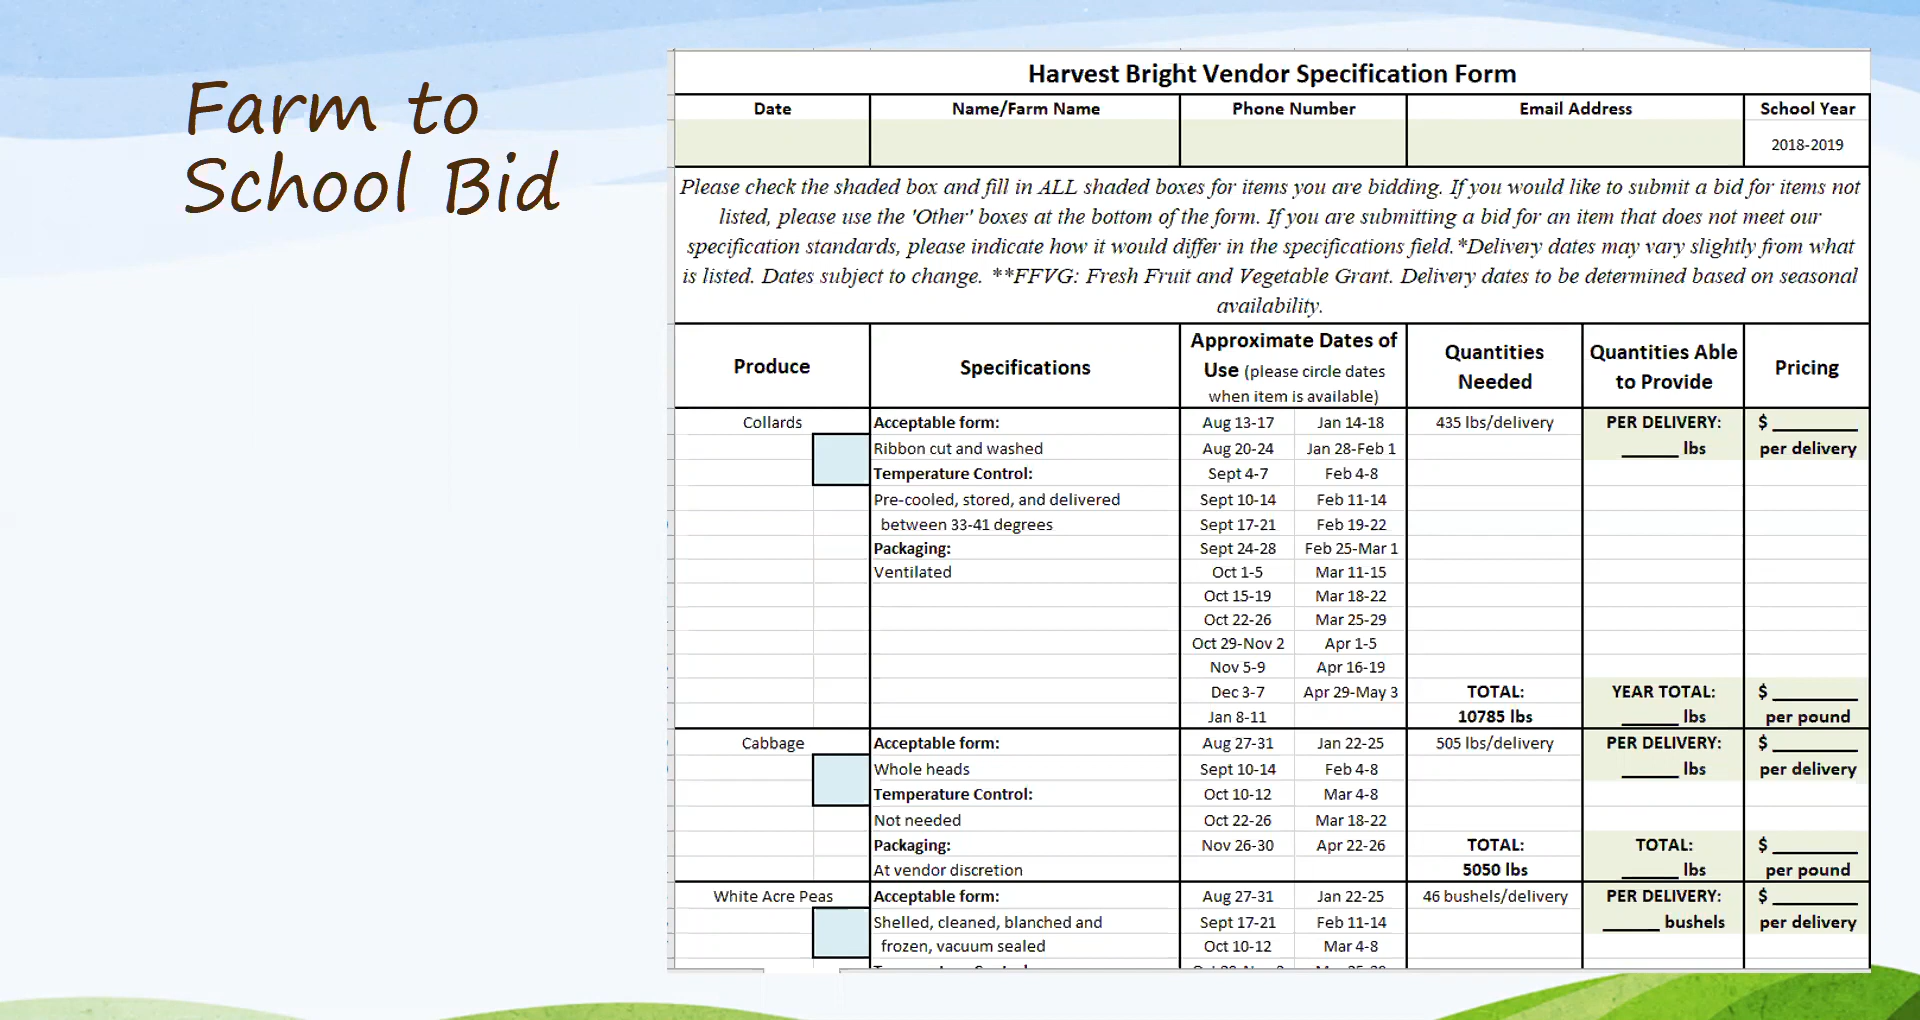 Farm to
School Bid
Harvest Bright Vendor Specification Form
Date Name/Farm Name Phone Number Email Address School Year
2018-2019
Please check the shaded box and fill in ALL shaded boxes for items you are bidding. If you would like to submit a bid for items not
listed, please use the 'Other' boxes at the bottom of the form. If you are submitting a bid for an item that does not meet our
specification standards, please indicate how it would differ in the specifications field.*Delivery dates may vary slightly from what
is listed. Dates subject to change. **FFVG: Fresh Fruit and Vegetable Grant. Delivery dates to be determined based on seasonal
availability.
Produce Specifications Approximate Dates of Use (please circle dates when item is available) Quantities Needed Quantities Able to Provide Pricing
Collards Acceptable form: Aug 13-17 Jan 14-18 435 lbs/delivery PER DELIVERY: $ ______
Ribbon cut and washed Aug 20-24 Jan 28-Feb 1 ______ lbs per delivery
Temperature Control: Sept 4-7 Feb 4-8
Pre-cooled, stored, and delivered Sept 10-14 Feb 11-14
between 33-41 degrees Sept 17-21 Feb 19-22
Packaging: Sept 24-28 Feb 25-Mar 1
Ventilated Oct 1-5 Mar 11-15
Oct 15-19 Mar 18-22
Oct 22-26 Mar 25-29
Oct 29-Nov 2 Apr 1-5
Nov 5-9 Apr 16-19
Dec 3-7 Apr 29-May 3 TOTAL: YEAR TOTAL: $ ______
Jan 8-11 10785 lbs ______ lbs per pound
Cabbage Acceptable form: Aug 27-31 Jan 22-25 505 lbs/delivery PER DELIVERY: $ ______
Whole heads Sept 10-14 Feb 4-8 ______ lbs per delivery
Temperature Control: Oct 10-12 Mar 4-8
Not needed Oct 22-26 Mar 18-22
Packaging: Nov 26-30 Apr 22-26 TOTAL: TOTAL: $ ______
At vendor discretion 5050 lbs ______ lbs per pound
White Acre Peas Acceptable form: Aug 27-31 Jan 22-25 46 bushels/delivery PER DELIVERY: $ ______
Shelled, cleaned, blanched and Sept 17-21 Feb 11-14 ______ bushels per delivery
frozen, vacuum sealed Oct 10-12 Mar 4-8